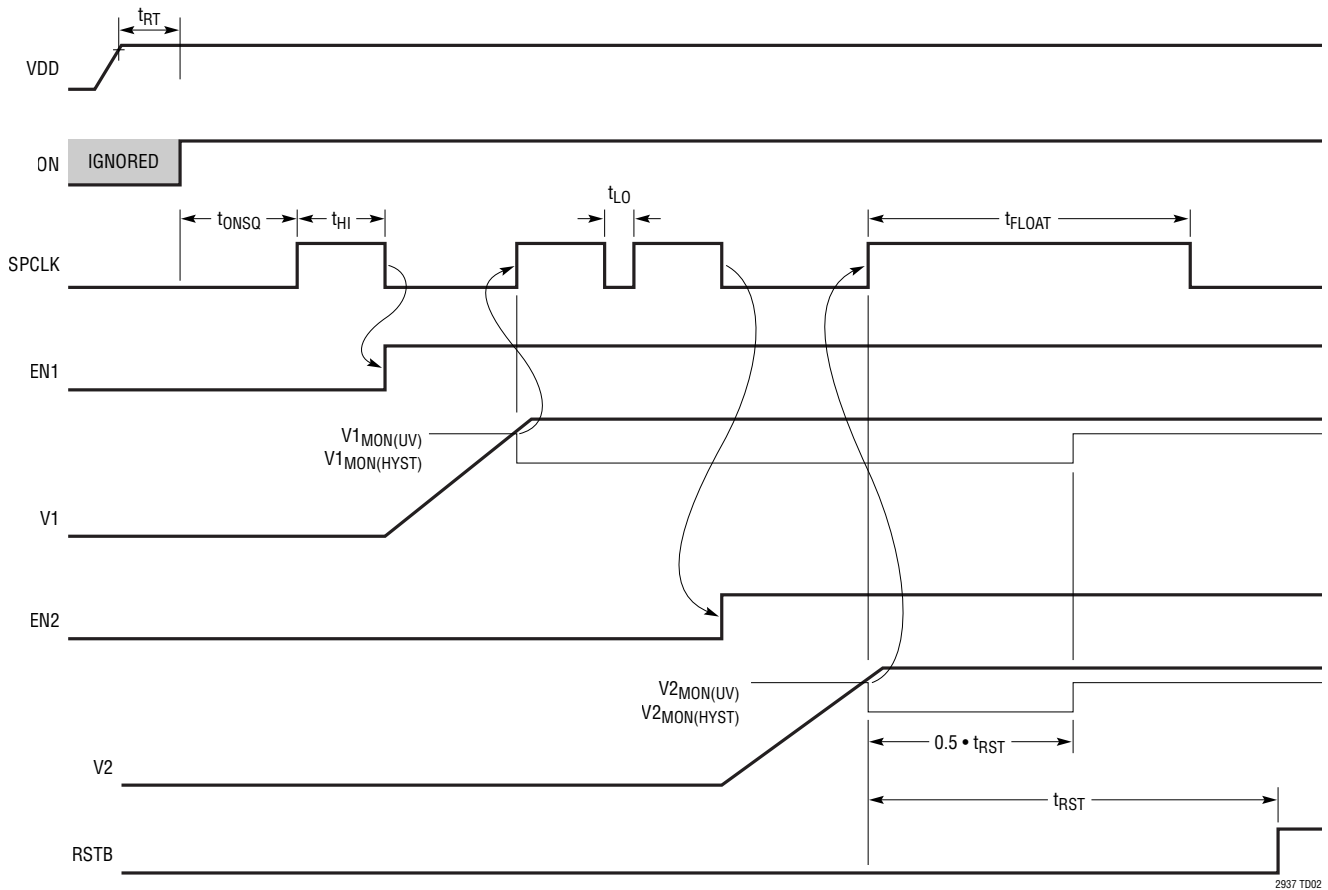 tRT
VDD
ON
IGNORED
tONSQ
tHI
tLO
tFLOAT
SPCLK
EN1
V1MON(UV)
V1MON(HYST)
V1
EN2
V2MON(UV)
V2MON(HYST)
0.5 • tRST
V2
tRST
RSTB
2937 TD02